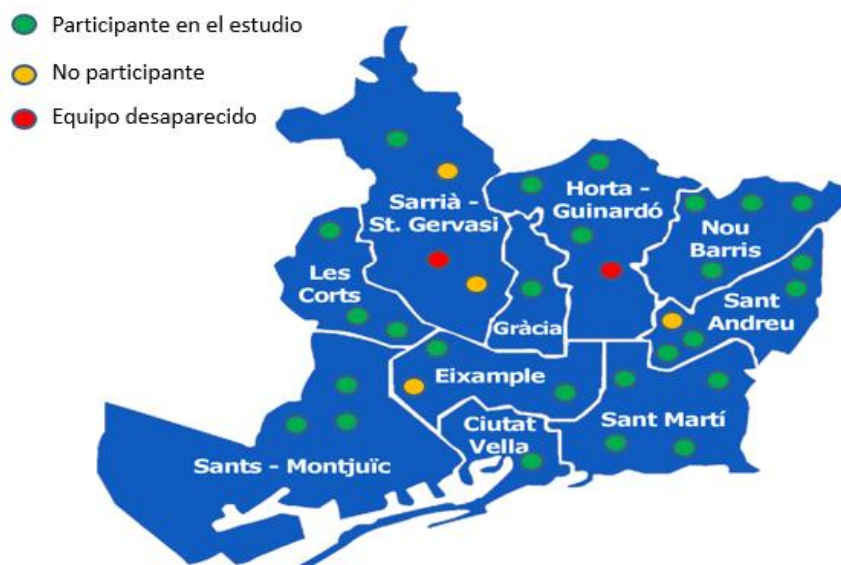 Participante en el estudio
No participante
Equipo desaparecido
Sarrià -
St. Gervasi
Horta -
Guinardó
Nou
Barris
Les
Corts
Gràcia
Sant
Andreu
Eixample
Sant Martí
Ciutat
Vella
Sants - Montjuïc